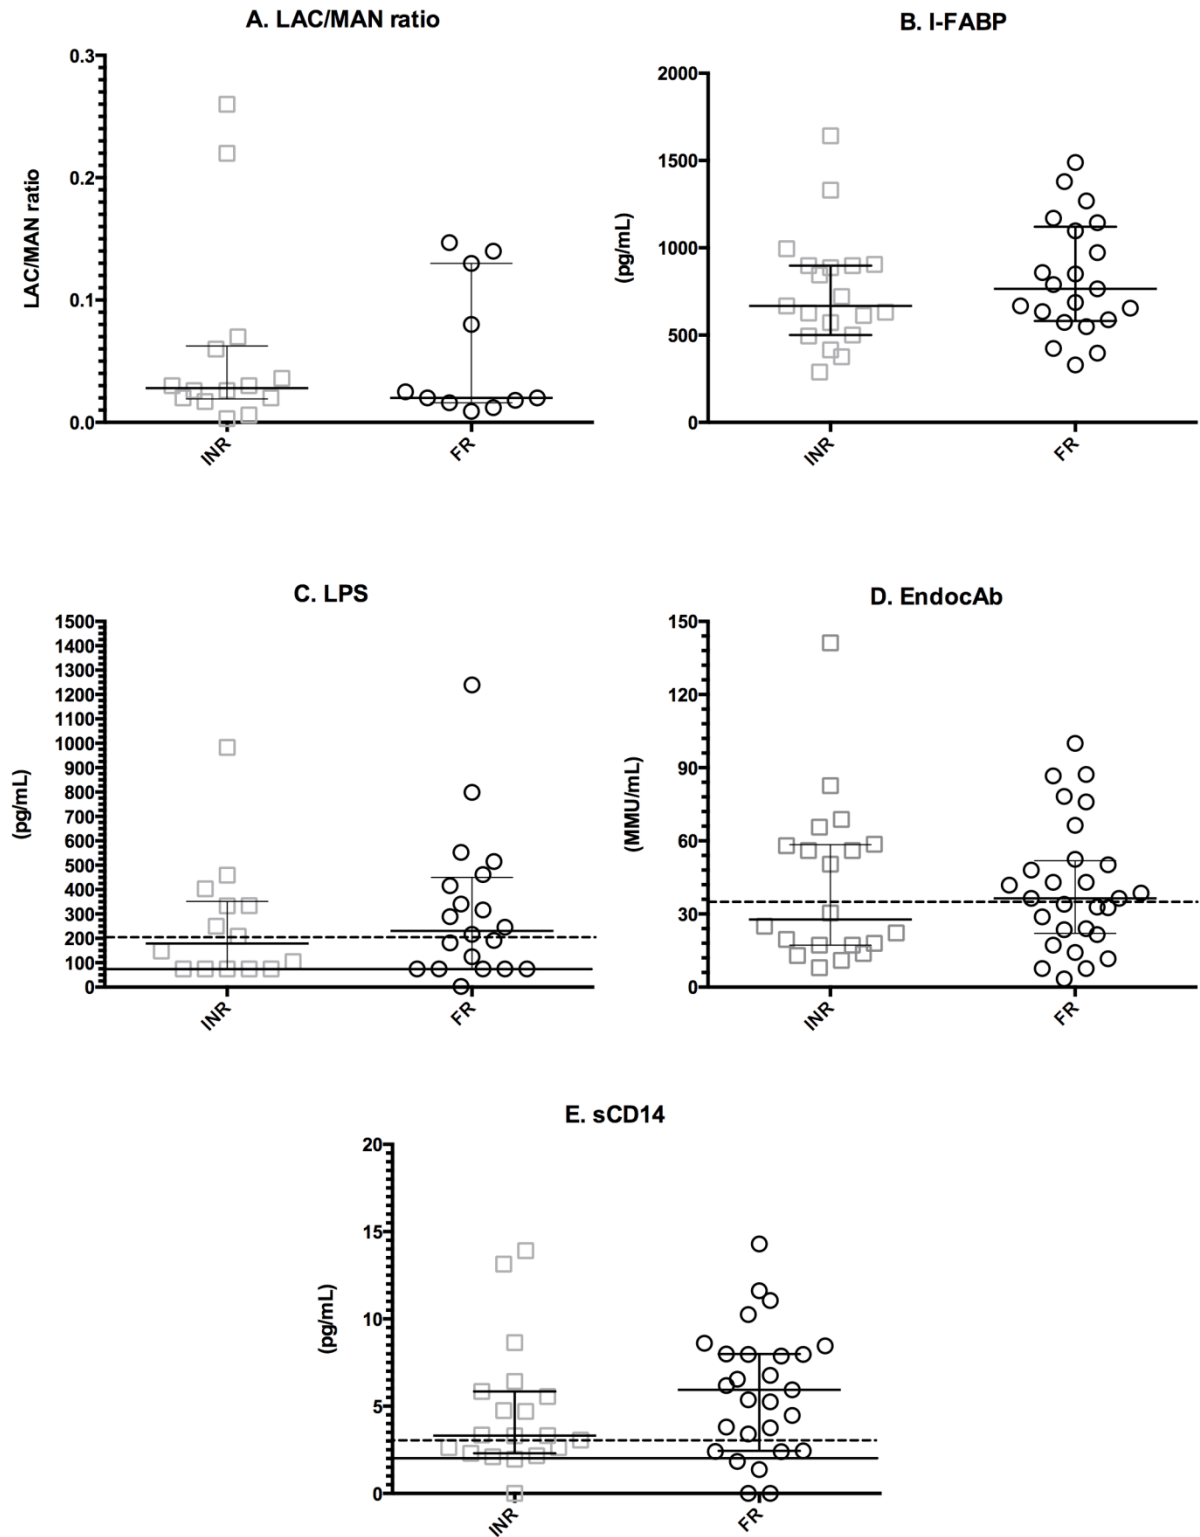 A. LAC/MAN ratio
LAC/MAN ratio
0.3
0.2
0.1
0.0
INR
FR
B. I-FABP
(pg/mL)
2000
1500
1000
500
0
INR
FR
C. LPS
(pg/mL)
1500
1400
1300
1200
1100
1000
900
800
700
600
500
400
300
200
100
0
INR
FR
D. EndocAb
(MMU/mL)
150
120
90
60
30
0
INR
FR
E. sCD14
(pg/mL)
20
15
10
5
0
INR
FR